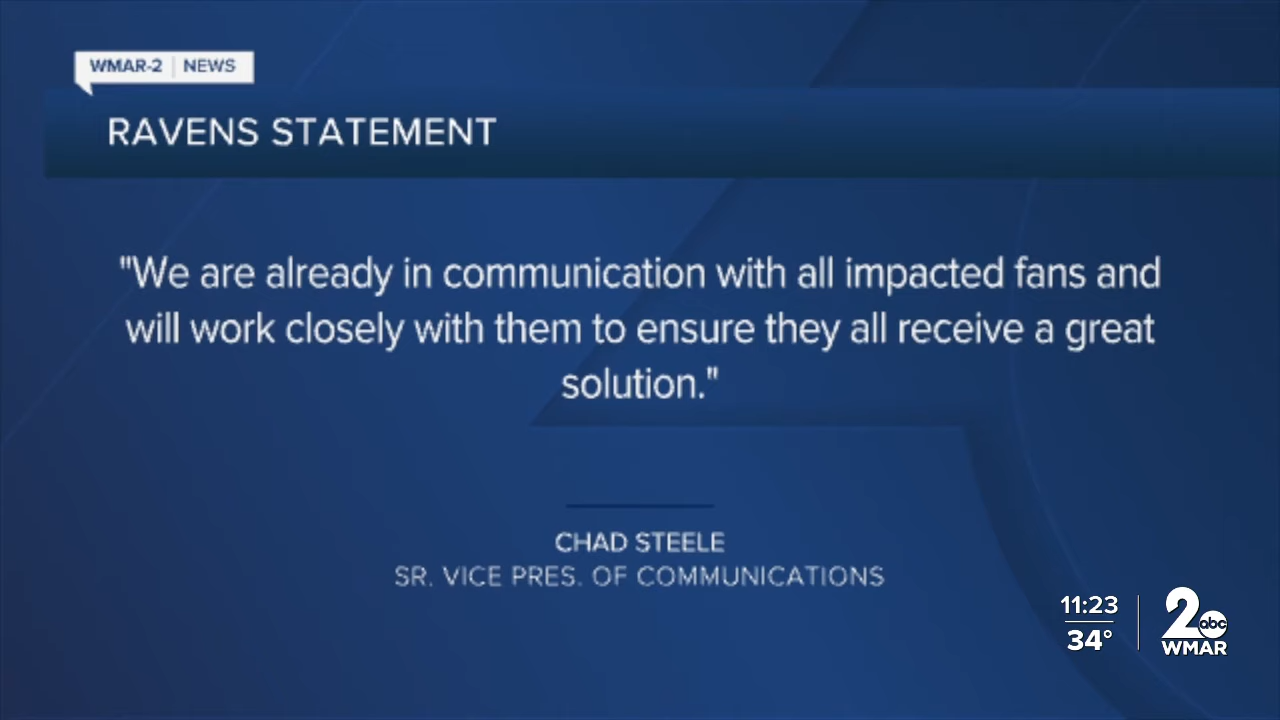 WMAR-2 | NEWS
RAVENS STATEMENT
"We are already in communication with all impacted fans and
will work closely with them to ensure they all receive a great
solution."
CHAD STEELE
SR. VICE PRES. OF COMMUNICATIONS
11:23
34°
2 abc
WMAR